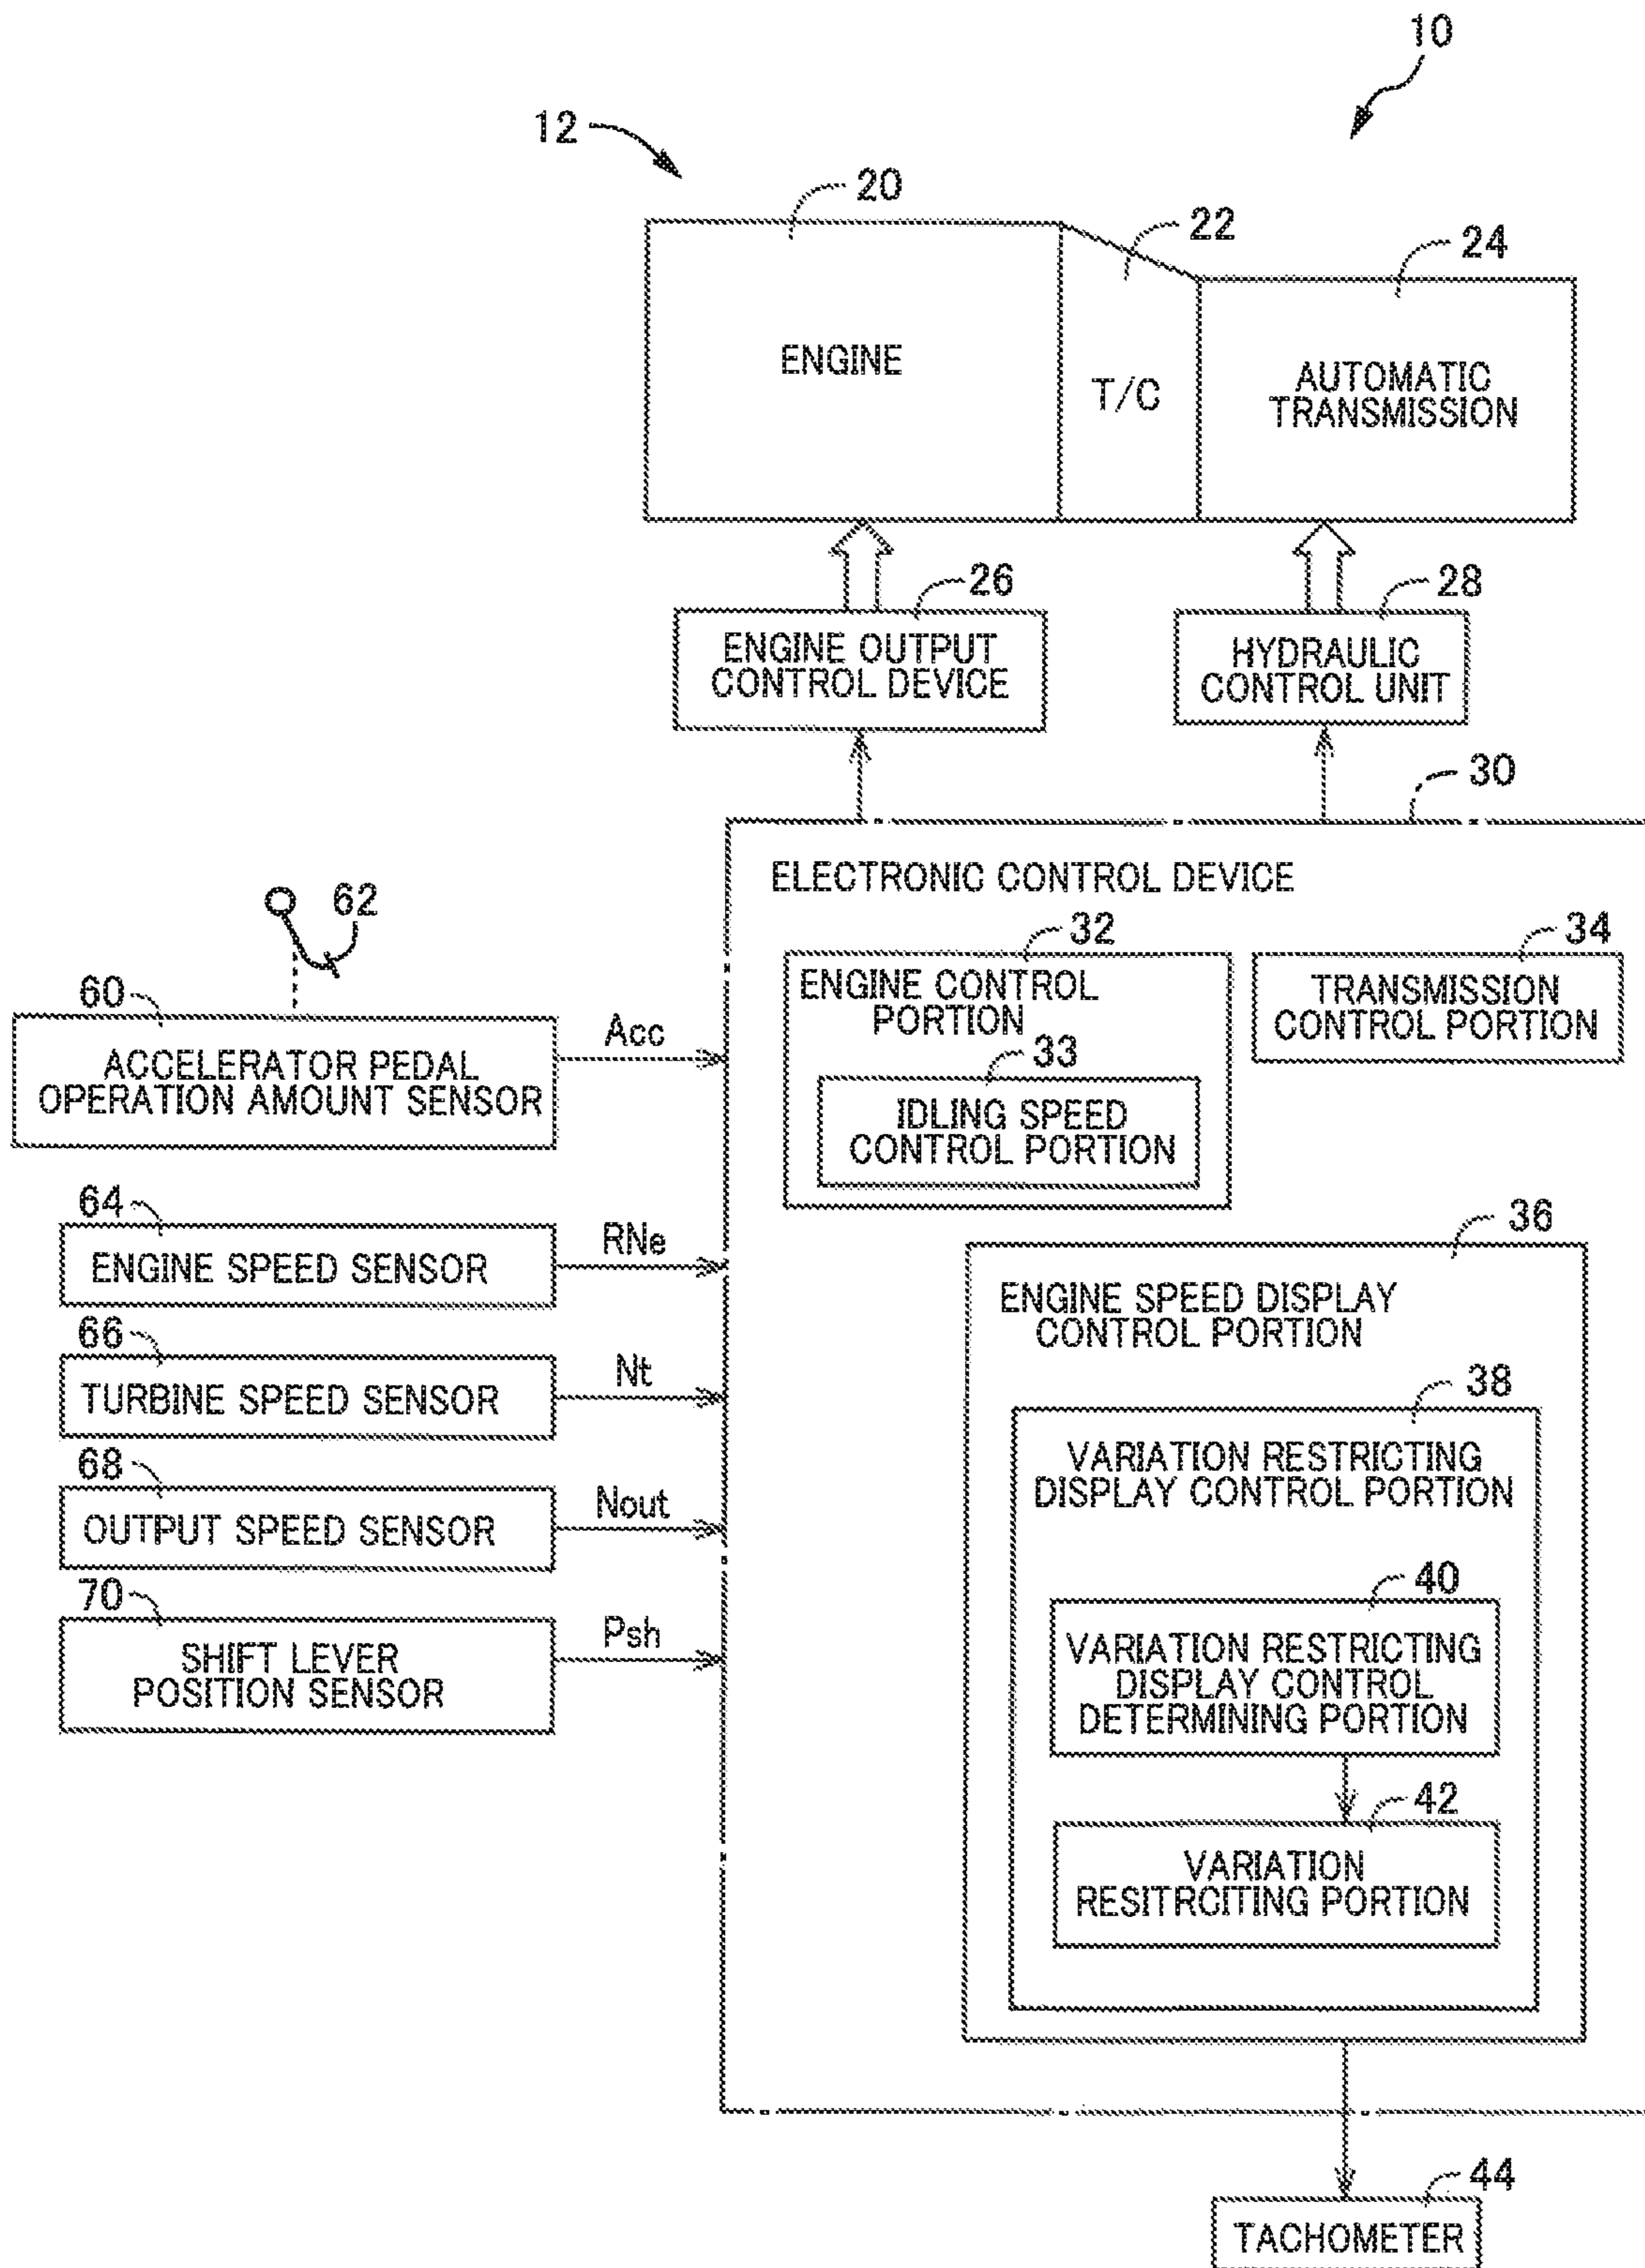 10
12
20
22
24
ENGINE
T/C
AUTOMATIC
TRANSMISSION
26
28
ENGINE OUTPUT
CONTROL DEVICE
HYDRAULIC
CONTROL UNIT
30
ELECTRONIC CONTROL DEVICE
62
32
34
ENGINE CONTROL
PORTION
TRANSMISSION
CONTROL PORTION
60
Acc
33
ACCELERATOR PEDAL
OPERATION AMOUNT SENSOR
IDLING SPEED
CONTROL PORTION
64
RNe
ENGINE SPEED SENSOR
36
ENGINE SPEED DISPLAY
CONTROL PORTION
66
Nt
TURBINE SPEED SENSOR
38
VARIATION RESTRICTING
DISPLAY CONTROL PORTION
68
Nout
OUTPUT SPEED SENSOR
70
Psh
SHIFT LEVER
POSITION SENSOR
40
VARIATION RESTRICTING
DISPLAY CONTROL
DETERMINING PORTION
42
VARIATION
RESITRCITING PORTION
44
TACHOMETER